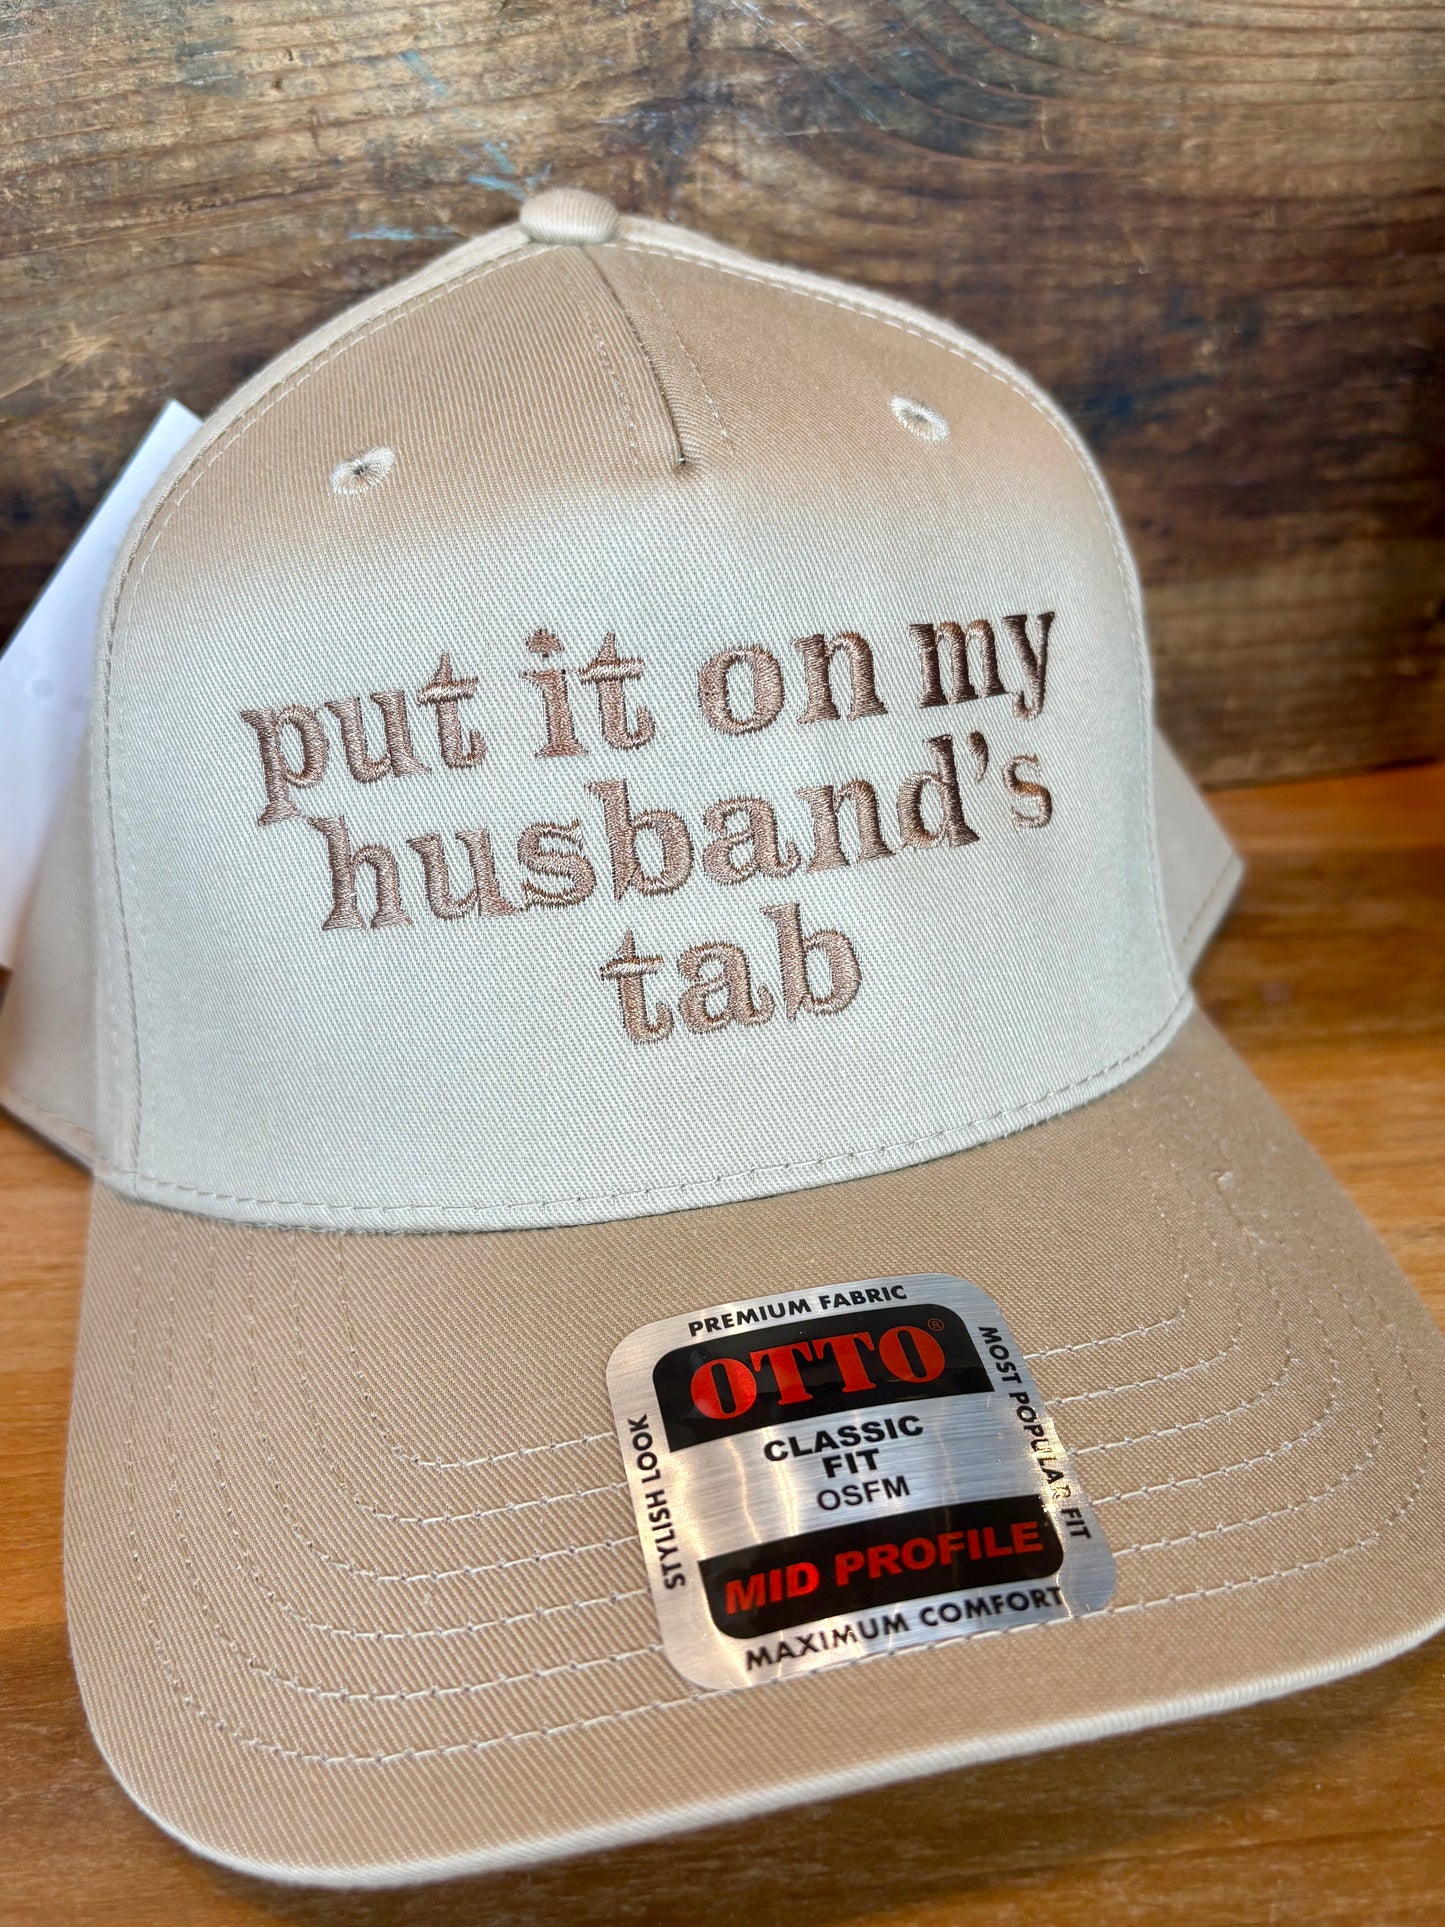 put it on my
husband's
tab
PREMIUM FABRIC
OTTO®
CLASSIC
FIT
OSFM
MID PROFILE
MAXIMUM COMFORT
STYLISH LOOK
MOST POPULAR FIT